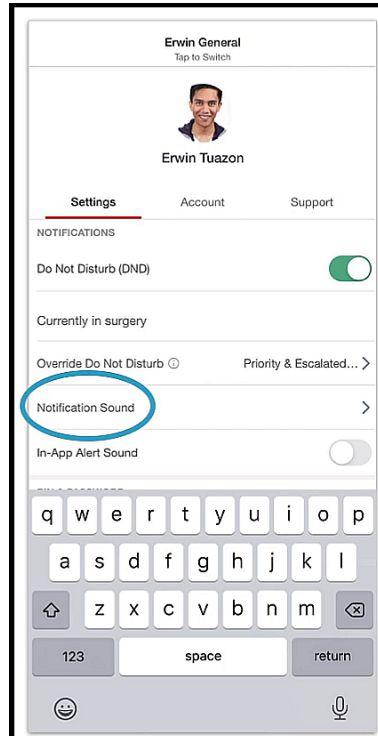 Erwin General
Tap to Switch
Erwin Tuazon
Settings Account Support
NOTIFICATIONS
Do Not Disturb (DND)
Currently in surgery
Override Do Not Disturb ⓘ Priority & Escalated... >
Notification Sound >
In-App Alert Sound
q w e r t y u i o p
a s d f g h j k l
z x c v b n m
123 space return